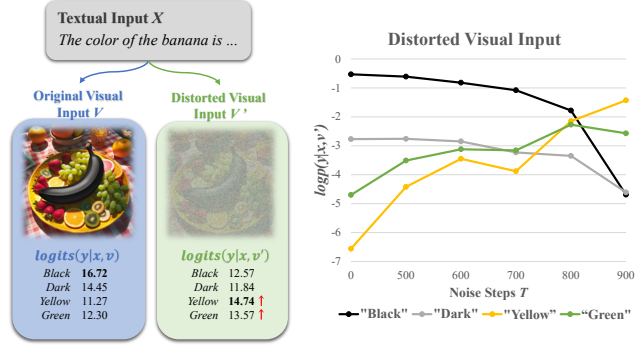 Textual Input X
The color of the banana is ...
Original Visual
Input V
Distorted Visual
Input V'
logits(y|x,v)
Black 16.72
Dark 14.45
Yellow 11.27
Green 12.30
logits(y|x,v')
Black 12.57
Dark 11.84
Yellow 14.74 ↑
Green 13.57 ↑
Distorted Visual Input
logp(y|x,v')
0
-1
-2
-3
-4
-5
-6
-7
0 500 600 700 800 900
Noise Steps T
"Black" "Dark" "Yellow" "Green"